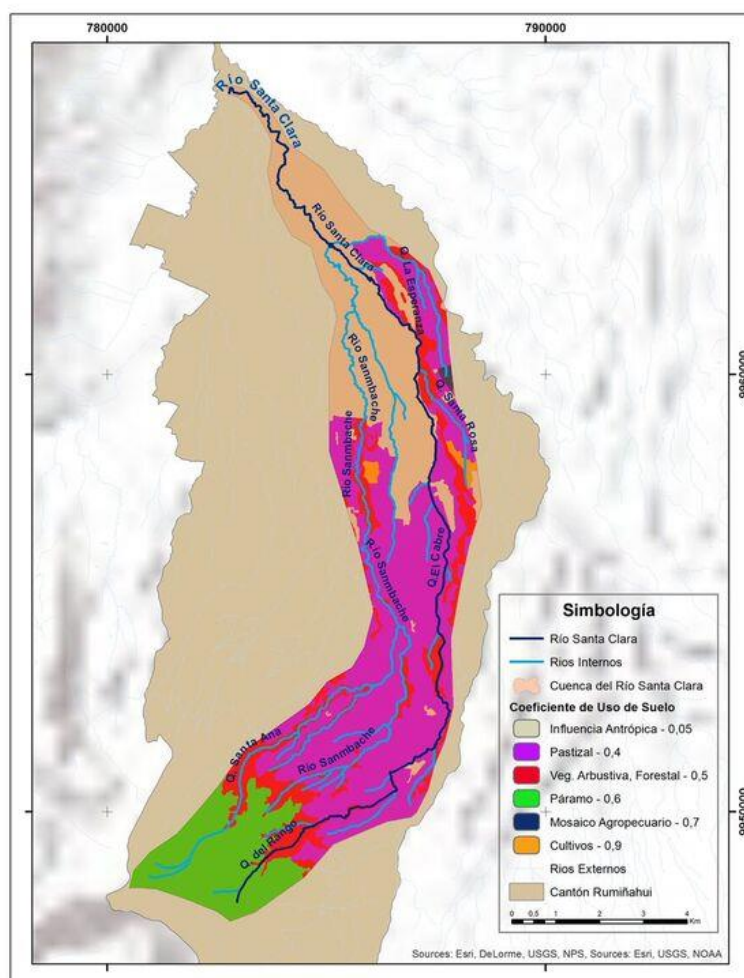 780000
790000
Río Santa Clara
Río Santa Clara
Q. La Esperanza
9960000
Río Sanmbache
Q. Santa Rosa
Río Sanmbache
Río Sanmbache
Q. El Cabre
Q. Santa Ana
Río Sanmbache
Q. del Rango
9950000
Simbología
Río Santa Clara
Rios Internos
Cuenca del Río Santa Clara
Coeficiente de Uso de Suelo
Influencia Antrópica - 0,05
Pastizal - 0,4
Veg. Arbustiva, Forestal - 0,5
Páramo - 0,6
Mosaico Agropecuario - 0,7
Cultivos - 0,9
Rios Externos
Cantón Rumiñahui
0 0,5 1 2 3 4
Km
Sources: Esri, DeLorme, USGS, NPS, Sources: Esri, USGS, NOAA